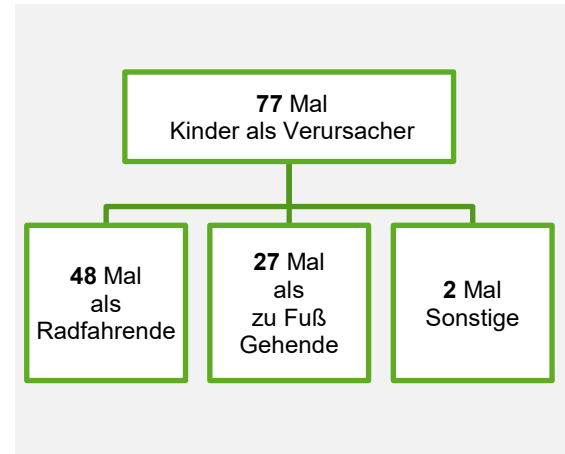 77 Mal
Kinder als Verursacher
48 Mal
als
Radfahrende
27 Mal
als
zu Fuß
Gehende
2 Mal
Sonstige